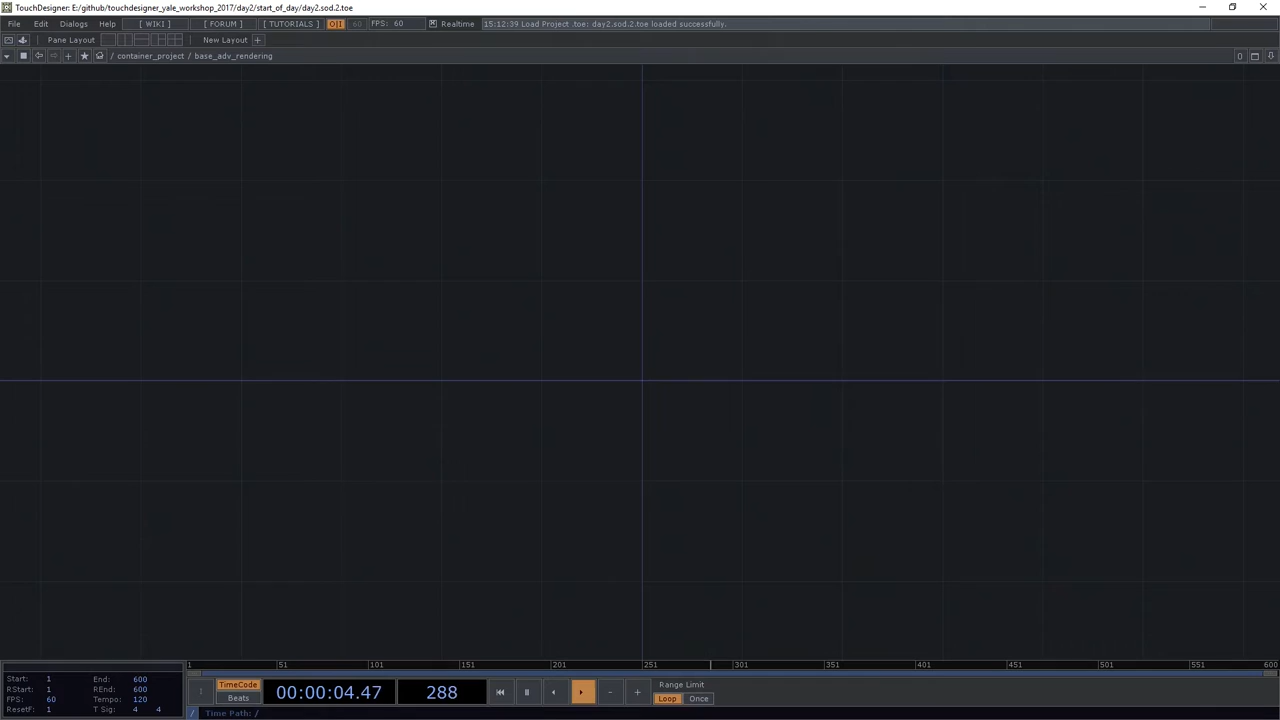 TouchDesigner: E:/github/touchdesigner_yale_workshop_2017/day2/start_of_day/day2.sod.2.toe
File Edit Dialogs Help [ WIKI ] [ FORUM ] [ TUTORIALS ] O|I 60 FPS: 60 Realtime 15:12:39 Load Project .toe: day2.sod.2.toe loaded successfully.
Pane Layout New Layout +
/ container_project / base_adv_rendering 0
1 51 101 151 201 251 301 351 401 451 501 551 600
Start: 1 End: 600
RStart: 1 REnd: 600
FPS: 60 Tempo: 120
ResetF: 1 T Sig: 4 4
TimeCode
Beats
00:00:04.47 288
- +
Range Limit
Loop Once
/ Time Path: /